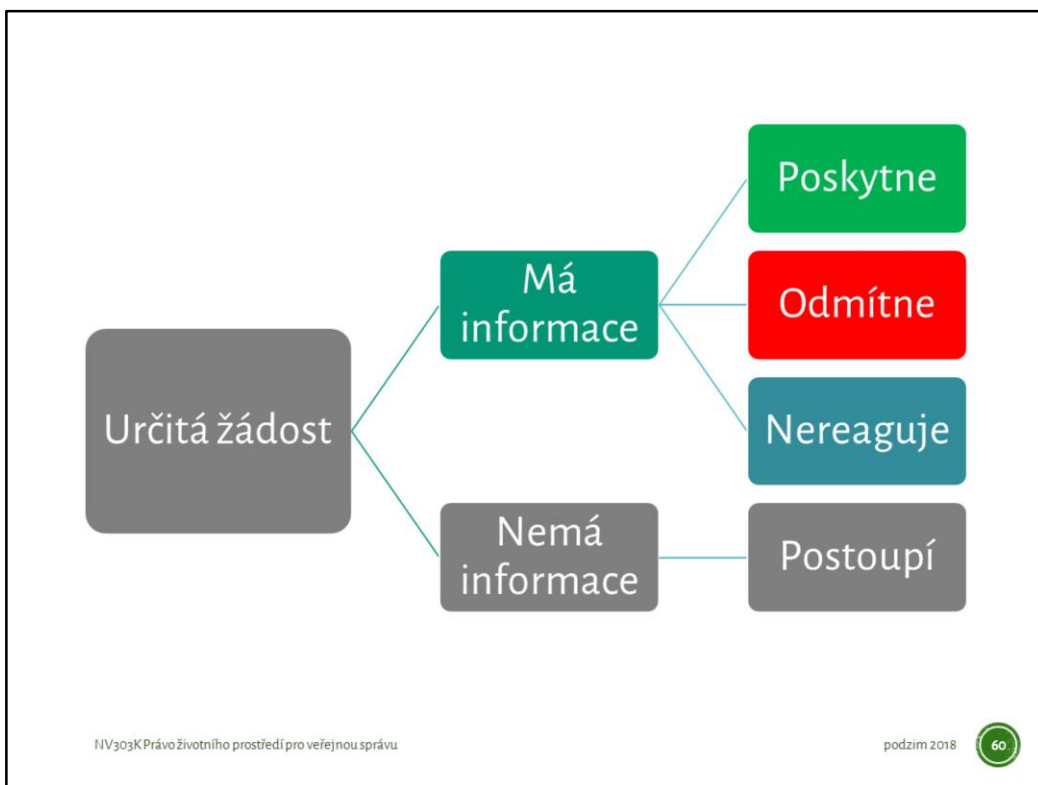 Určitá žádost
Má
informace
Nemá
informace
Poskytne
Odmítne
Nereaguje
Postoupí
NV303K Právo životního prostředí pro veřejnou správu
podzim 2018
60